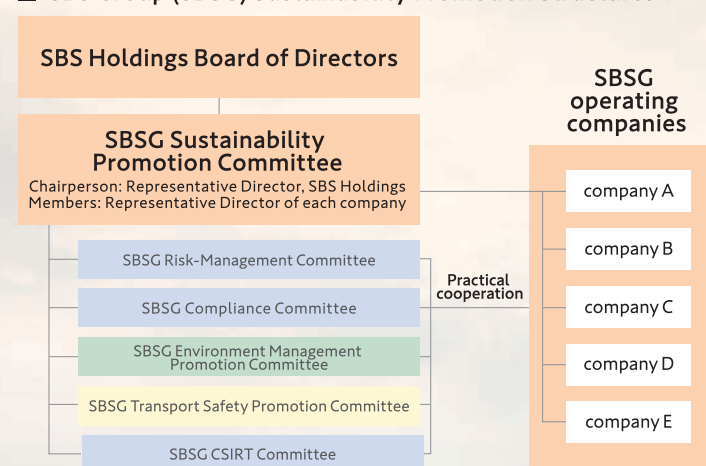 SBS Holdings Board of Directors
SBSG Sustainability
Promotion Committee
Chairperson: Representative Director, SBS Holdings
Members: Representative Director of each company
SBSG Risk-Management Committee
SBSG Compliance Committee
SBSG Environment Management
Promotion Committee
SBSG Transport Safety Promotion Committee
SBSG CSIRT Committee
Practical
cooperation
SBSG
operating
companies
company A
company B
company C
company D
company E